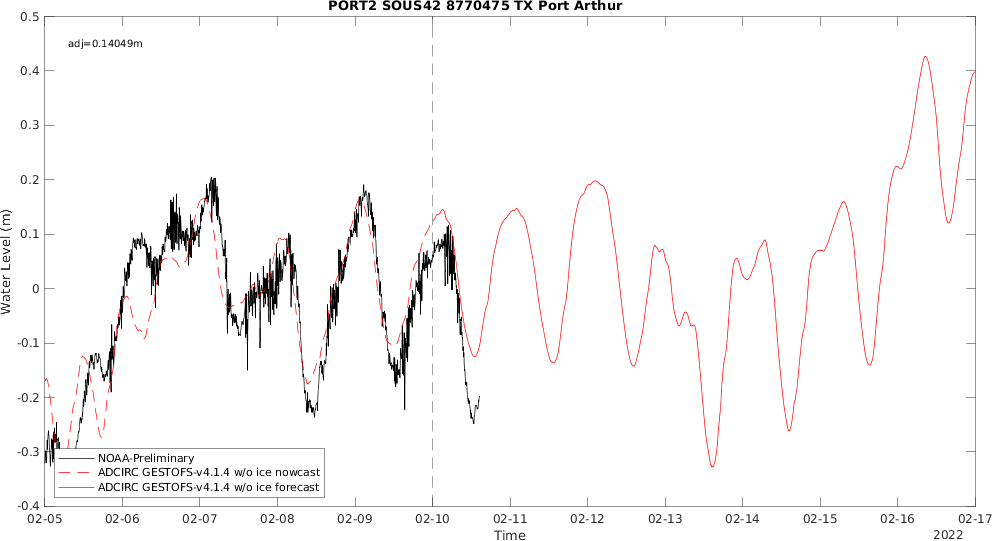 PORT2 SOUS42 8770475 TX Port Arthur
adj=0.14049m
0.5
0.4
0.3
0.2
0.1
0
-0.1
-0.2
-0.3
-0.4
Water Level (m)
NOAA-Preliminary
ADCIRC GESTOFS-v4.1.4 w/o ice nowcast
ADCIRC GESTOFS-v4.1.4 w/o ice forecast
02-05 02-06 02-07 02-08 02-09 02-10 02-11 02-12 02-13 02-14 02-15 02-16 02-17
Time
2022